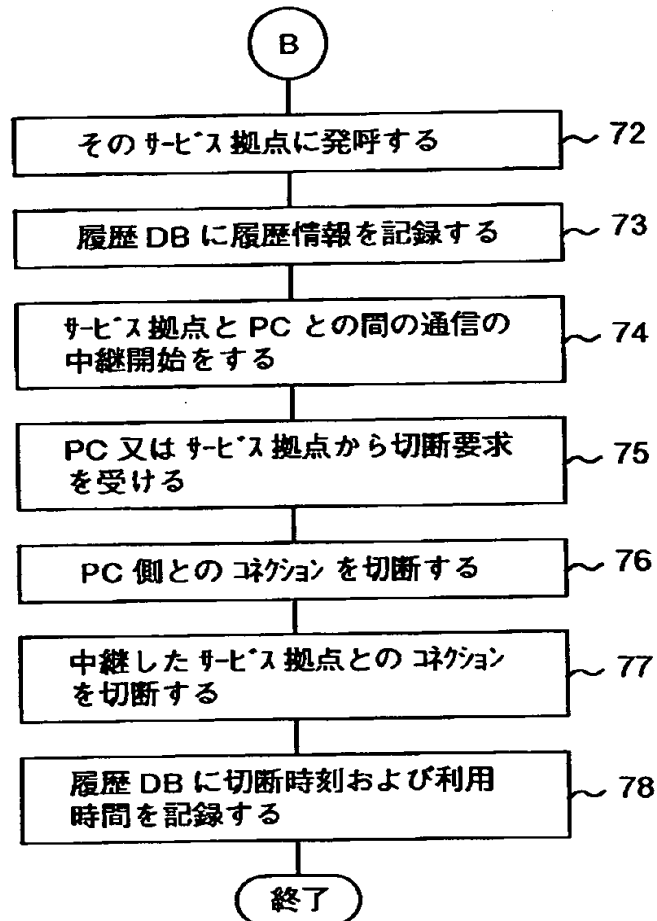 B
そのｻｰﾋﾞｽ拠点に発呼する
72
履歴DBに履歴情報を記録する
73
ｻｰﾋﾞｽ拠点とPCとの間の通信の
中継開始をする
74
PC又はｻｰﾋﾞｽ拠点から切断要求
を受ける
75
PC側とのｺﾈｸｼｮﾝを切断する
76
中継したｻｰﾋﾞｽ拠点とのｺﾈｸｼｮﾝ
を切断する
77
履歴DBに切断時刻および利用
時間を記録する
78
終了